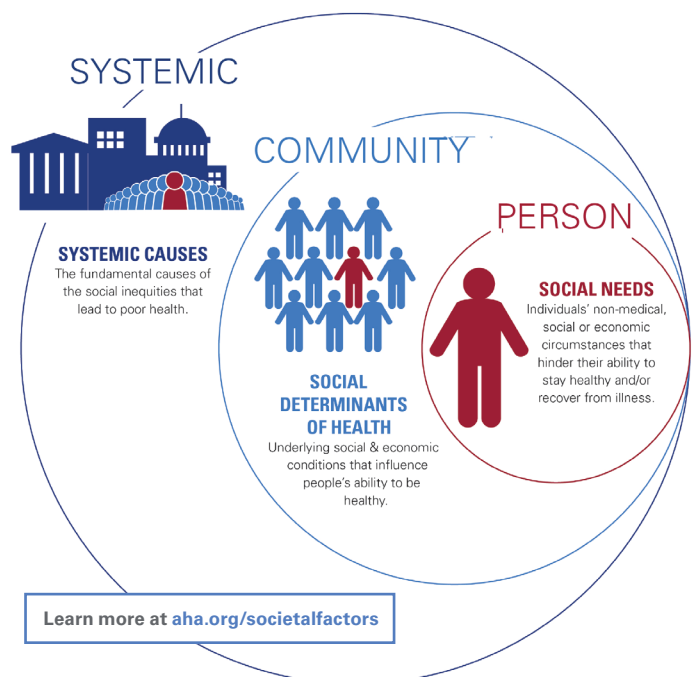 SYSTEMIC
SYSTEMIC CAUSES
The fundamental causes of
the social inequities that
lead to poor health.
COMMUNITY
SOCIAL
DETERMINANTS
OF HEALTH
Underlying social & economic
conditions that influence
people's ability to be
healthy.
PERSON
SOCIAL NEEDS
Individuals' non-medical,
social or economic
circumstances that
hinder their ability to
stay healthy and/or
recover from illness.
Learn more at aha.org/societalfactors